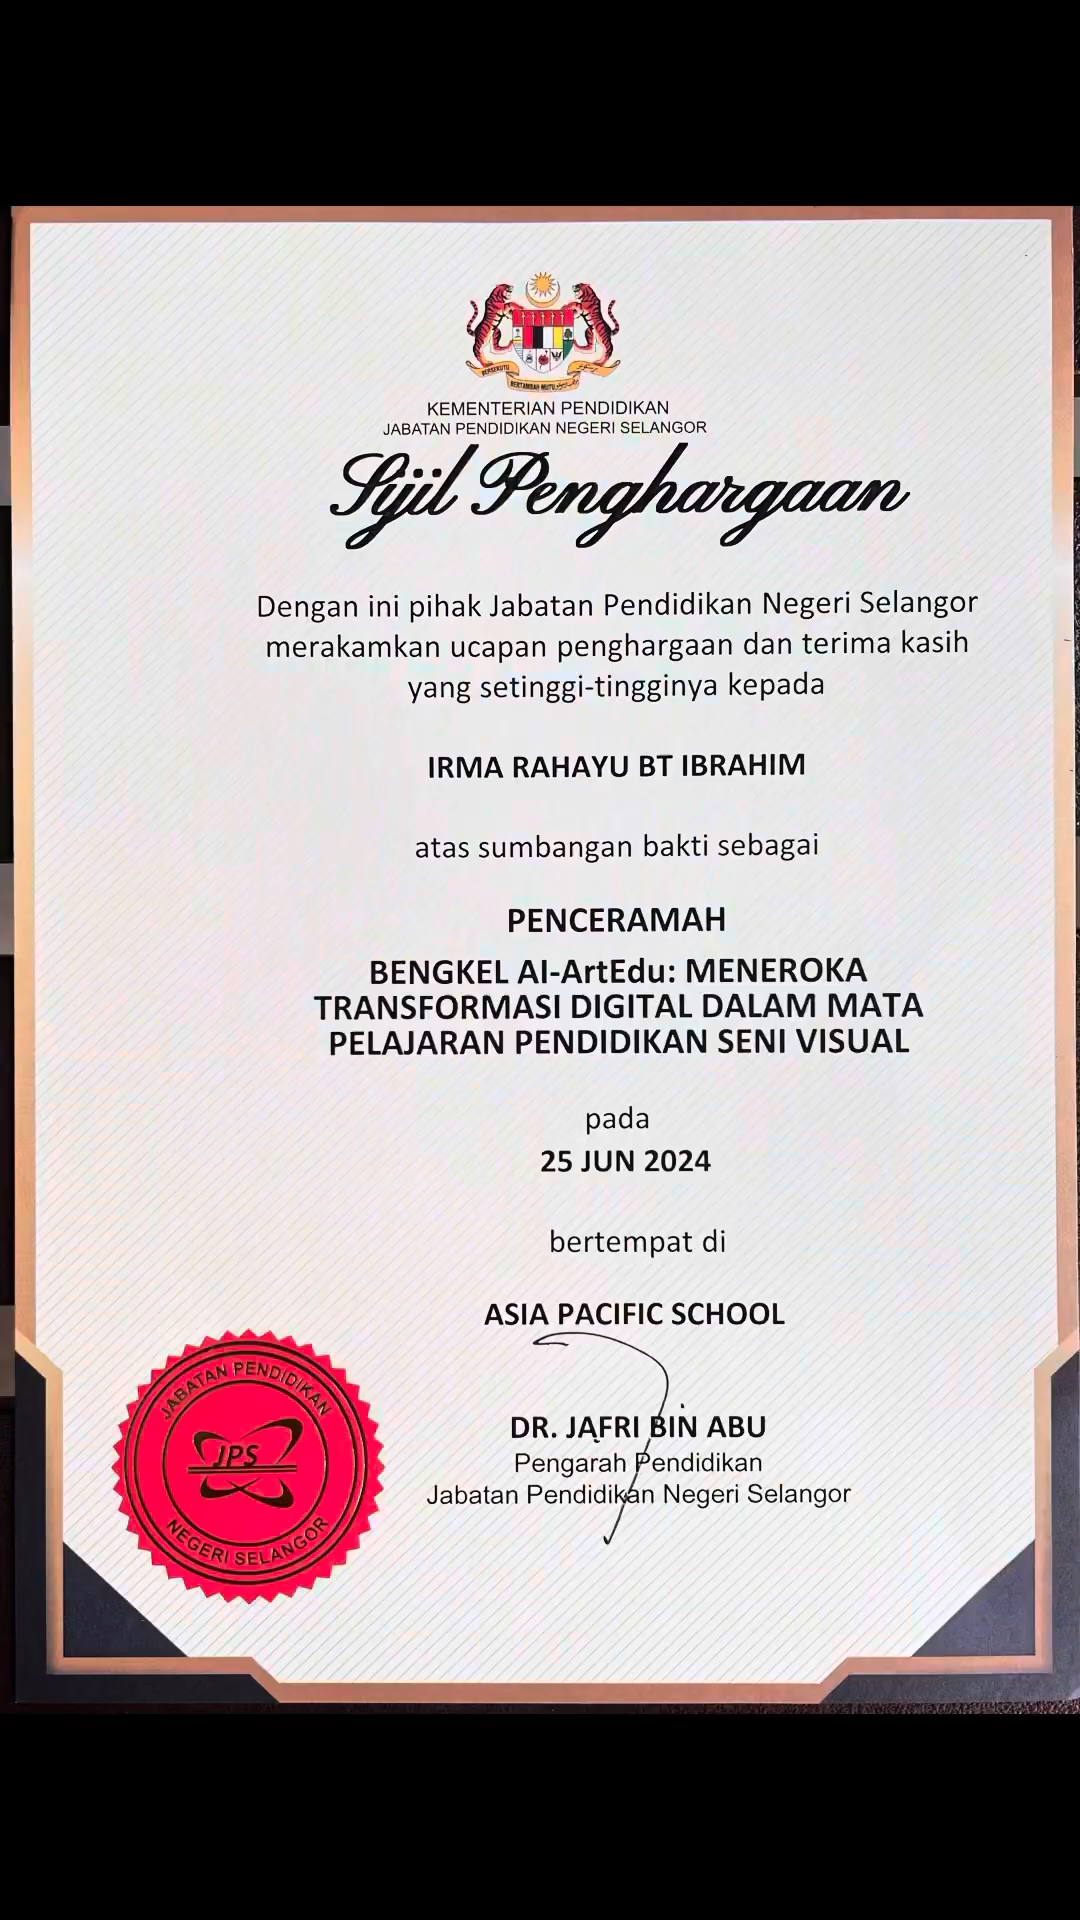 BERSEKUTU
BERTAMBAH MUTU
KEMENTERIAN PENDIDIKAN
JABATAN PENDIDIKAN NEGERI SELANGOR
Sijil Penghargaan
Dengan ini pihak Jabatan Pendidikan Negeri Selangor
merakamkan ucapan penghargaan dan terima kasih
yang setinggi-tingginya kepada
IRMA RAHAYU BT IBRAHIM
atas sumbangan bakti sebagai
PENCERAMAH
BENGKEL AI-ArtEdu: MENEROKA
TRANSFORMASI DIGITAL DALAM MATA
PELAJARAN PENDIDIKAN SENI VISUAL
pada
25 JUN 2024
bertempat di
ASIA PACIFIC SCHOOL
DR. JAFRI BIN ABU
Pengarah Pendidikan
Jabatan Pendidikan Negeri Selangor
JABATAN PENDIDIKAN
JPS
NEGERI SELANGOR